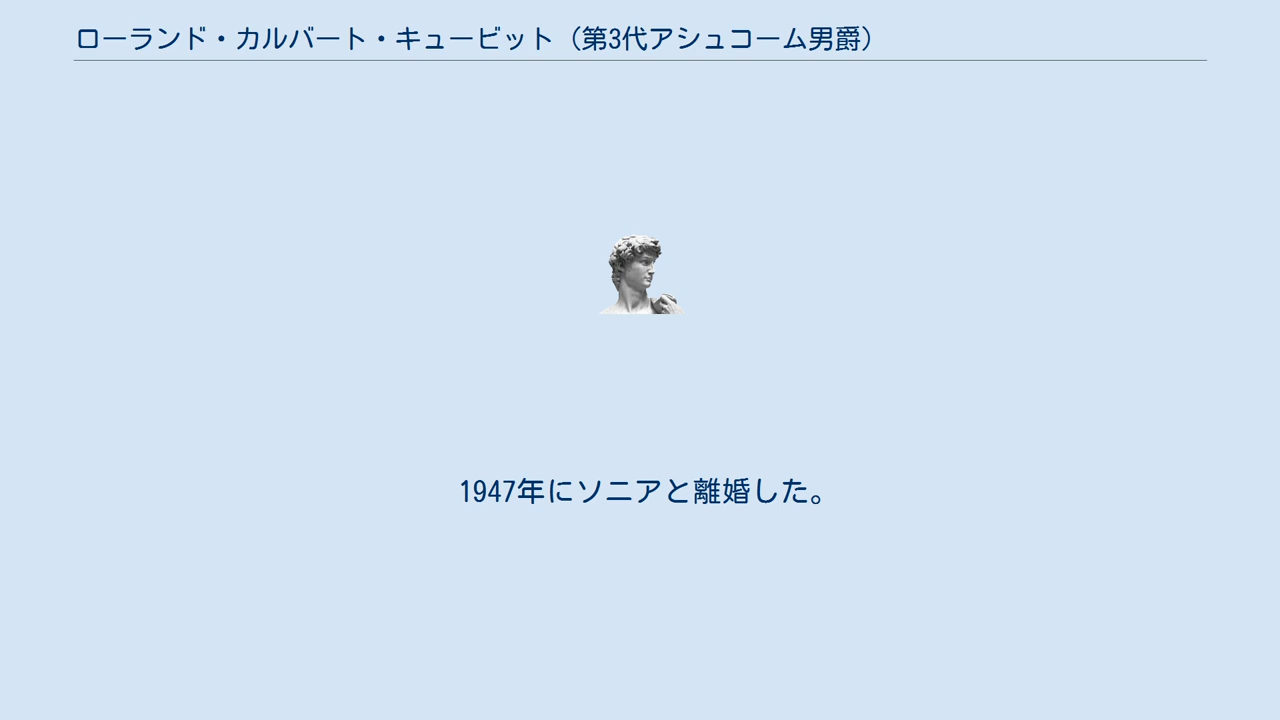 ローランド・カルバート・キュービット（第3代アシュコーム男爵）
1947年にソニアと離婚した。